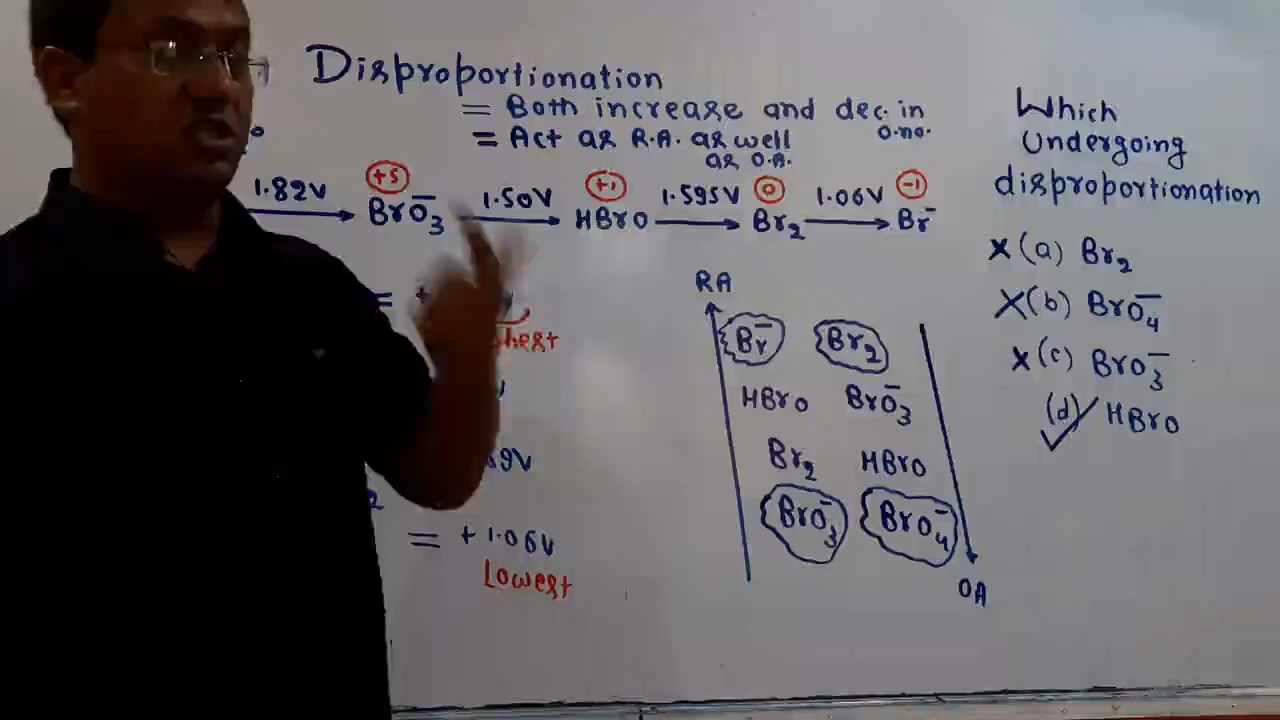 Disproportionation
= Both increase and dec. in o.no.
= Act as R.A. as well as O.A.
+5 +1 0 -1
1.82V BrO₃⁻ 1.50V HBrO 1.595V Br₂ 1.06V Br⁻
= +
= +1.06V
Lowest
RA
Br⁻ Br₂
HBrO BrO₃⁻
Br₂ HBrO
BrO₃⁻ BrO₄⁻
OA
Which
Undergoing
disproportionation
×(a) Br₂
×(b) BrO₄⁻
×(c) BrO₃⁻
✓(d) HBrO